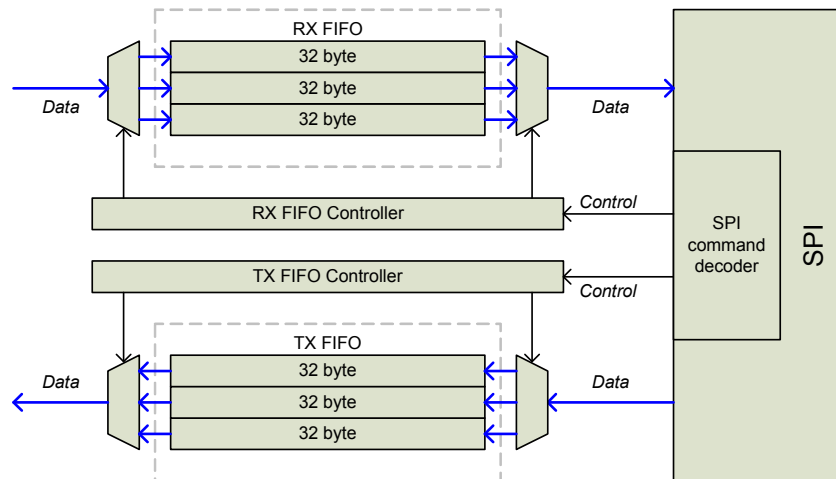 RX FIFO
32 byte
32 byte
32 byte
Data
Data
RX FIFO Controller
Control
SPI
command
decoder
SPI
TX FIFO Controller
Control
TX FIFO
32 byte
32 byte
32 byte
Data
Data